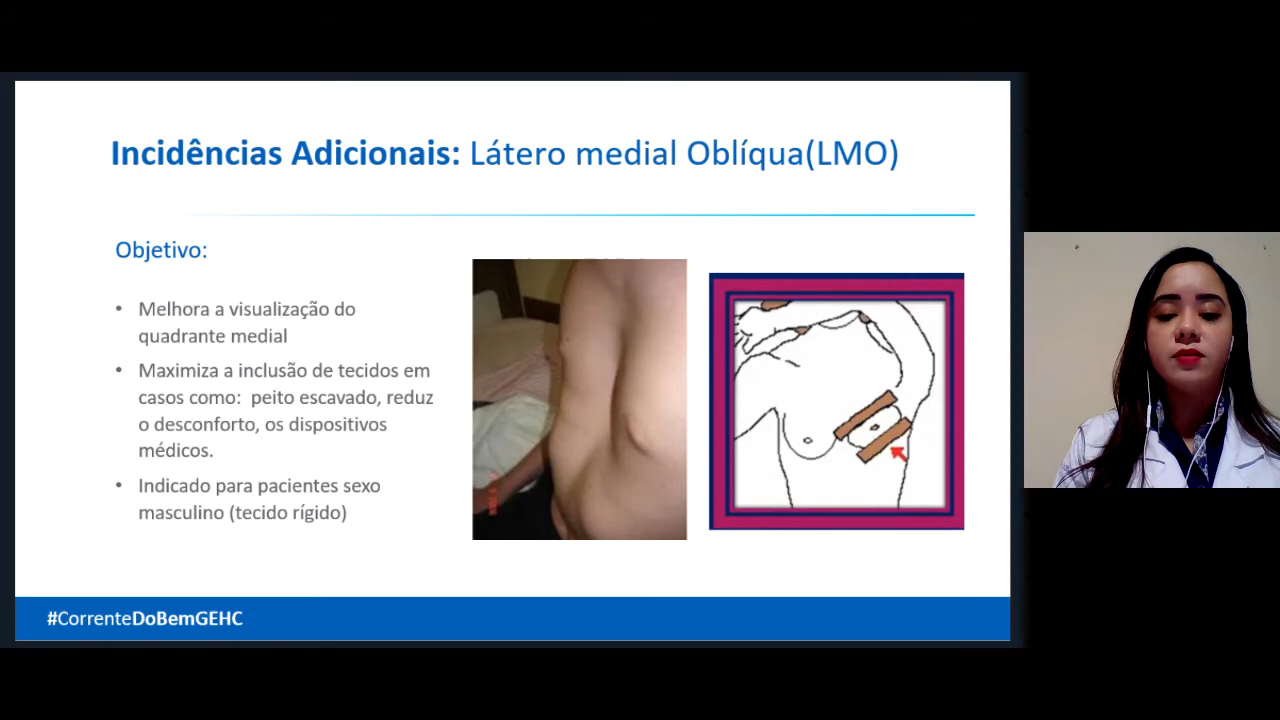 Incidências Adicionais: Látero medial Oblíqua(LMO)
Objetivo:
• Melhora a visualização do
quadrante medial
• Maximiza a inclusão de tecidos em
casos como: peito escavado, reduz
o desconforto, os dispositivos
médicos.
• Indicado para pacientes sexo
masculino (tecido rígido)
#CorrenteDoBemGEHC